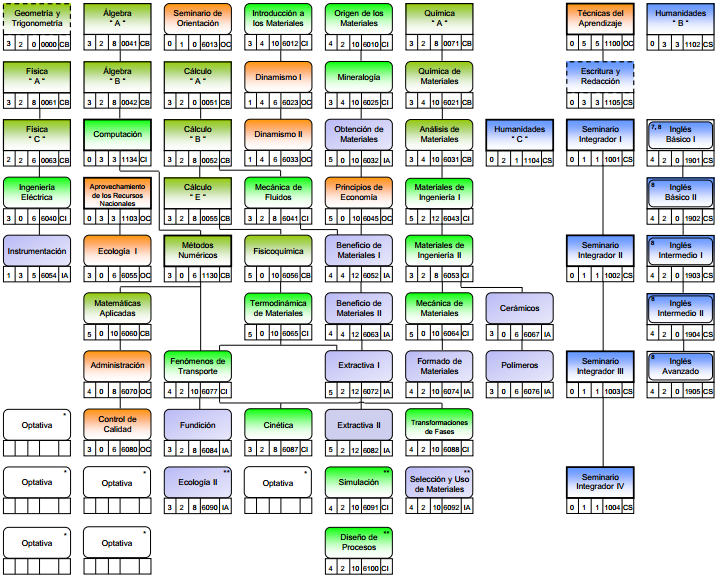 Geometría y
Trigonometría
3 2 0 0000 CB
Álgebra
" A "
3 2 8 0041 CB
Seminario de
Orientación
0 1 0 6013 OC
Introducción a
los Materiales
3 4 10 6012 CI
Origen de los
Materiales
4 2 10 6010 CI
Química
" A "
3 2 8 0071 CB
Técnicas del
Aprendizaje
0 5 5 1100 OC
Humanidades
" B "
0 3 3 1102 CS
Física
" A "
3 2 8 0061 CB
Álgebra
" B "
3 2 8 0042 CB
Cálculo
" A "
3 2 0 0051 CB
Dinamismo I
1 4 6 6023 OC
Mineralogía
3 4 10 6025 CI
Química de
Materiales
3 4 10 6021 CB
Escritura y
Redacción
0 3 3 1105 CS
Física
" C "
2 2 6 0063 CB
Computación
0 3 3 1134 CI
Cálculo
" B "
3 2 8 0052 CB
Dinamismo II
1 4 6 6033 OC
Obtención de
Materiales
5 0 10 6032 IA
Análisis de
Materiales
3 4 10 6031 CB
Humanidades
" C "
0 2 1 1104 CS
Seminario
Integrador I
0 1 1 1001 CS
7, 8
Inglés
Básico I
4 2 0 1901 CS
Ingeniería
Eléctrica
3 0 6 6040 CI
Aprovechamiento
de los Recursos
Nacionales
0 3 3 1103 OC
Cálculo
" E "
3 2 8 0055 CB
Mecánica de
Fluidos
3 2 8 6041 CI
Principios de
Economía
5 0 10 6045 OC
Materiales de
Ingeniería I
5 2 12 6043 CI
8
Inglés
Básico II
4 2 0 1902 CS
Instrumentación
1 3 5 6054 IA
Ecología I
3 0 6 6055 OC
Métodos
Numéricos
3 0 6 1130 CB
Fisicoquímica
5 0 10 6056 CB
Beneficio de
Materiales I
4 4 12 6052 IA
Materiales de
Ingeniería II
3 2 8 6053 CI
Seminario
Integrador II
0 1 1 1002 CS
8
Inglés
Intermedio I
4 2 0 1903 CS
Matemáticas
Aplicadas
5 0 10 6060 CB
Termodinámica
de Materiales
5 0 10 6065 CI
Beneficio de
Materiales II
4 4 12 6063 IA
Mecánica de
Materiales
5 0 10 6064 CI
Cerámicos
3 0 6 6067 IA
8
Inglés
Intermedio II
4 2 0 1904 CS
Administración
4 0 8 6070 OC
Fenómenos de
Transporte
4 2 10 6077 CI
Extractiva I
5 2 12 6072 IA
Formado de
Materiales
4 2 10 6074 IA
Polímeros
3 0 6 6076 IA
Seminario
Integrador III
0 1 1 1003 CS
8
Inglés
Avanzado
4 2 0 1905 CS
Optativa *
Control de
Calidad
3 0 6 6080 OC
Fundición
3 2 8 6084 IA
Cinética
3 2 8 6087 CI
Extractiva II
5 2 12 6082 IA
Transformaciones
de Fases
4 2 10 6088 CI
Optativa *
Optativa *
Ecología II **
3 2 8 6090 IA
Optativa *
Simulación **
4 2 10 6091 CI
Selección y Uso **
de Materiales
4 2 10 6092 IA
Seminario
Integrador IV
0 1 1 1004 CS
Optativa *
Optativa *
Diseño de **
Procesos
4 2 10 6100 CI